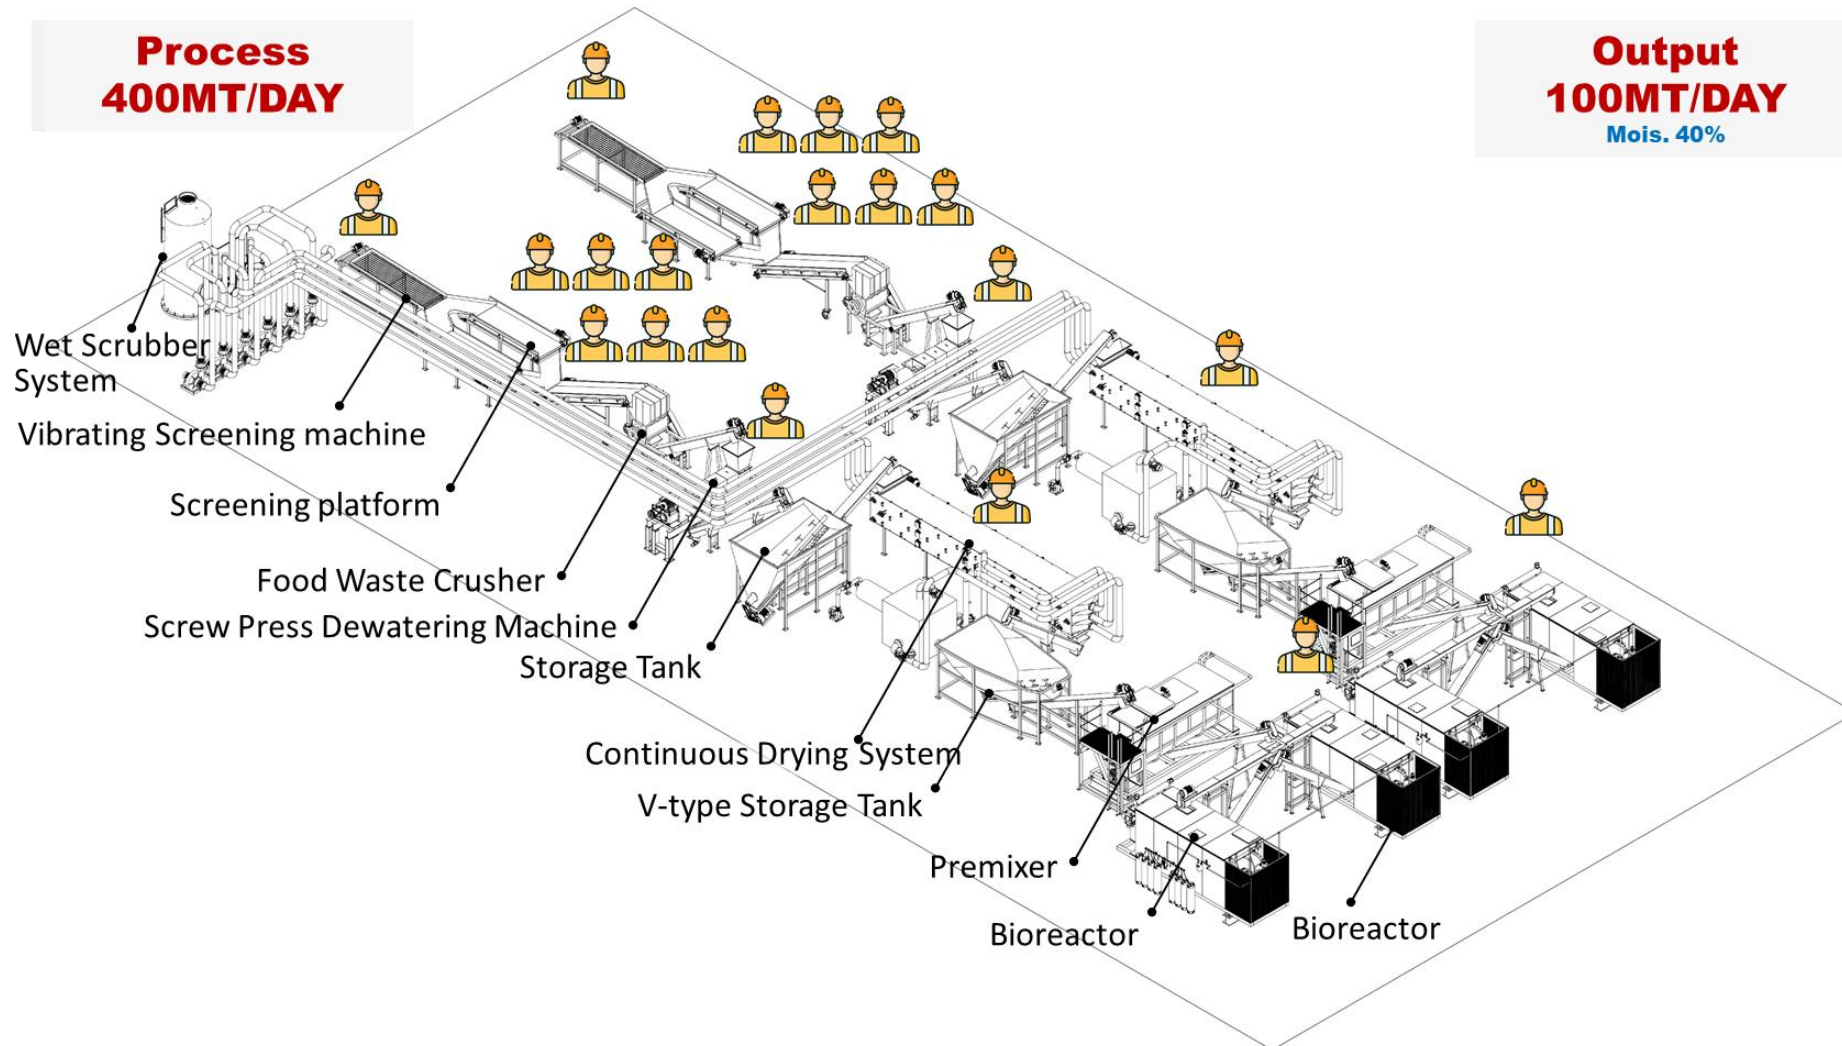 Process
400MT/DAY
Output
100MT/DAY
Mois. 40%
Wet Scrubber
System
Vibrating Screening machine
Screening platform
Food Waste Crusher
Screw Press Dewatering Machine
Storage Tank
Continuous Drying System
V-type Storage Tank
Premixer
Bioreactor
Bioreactor